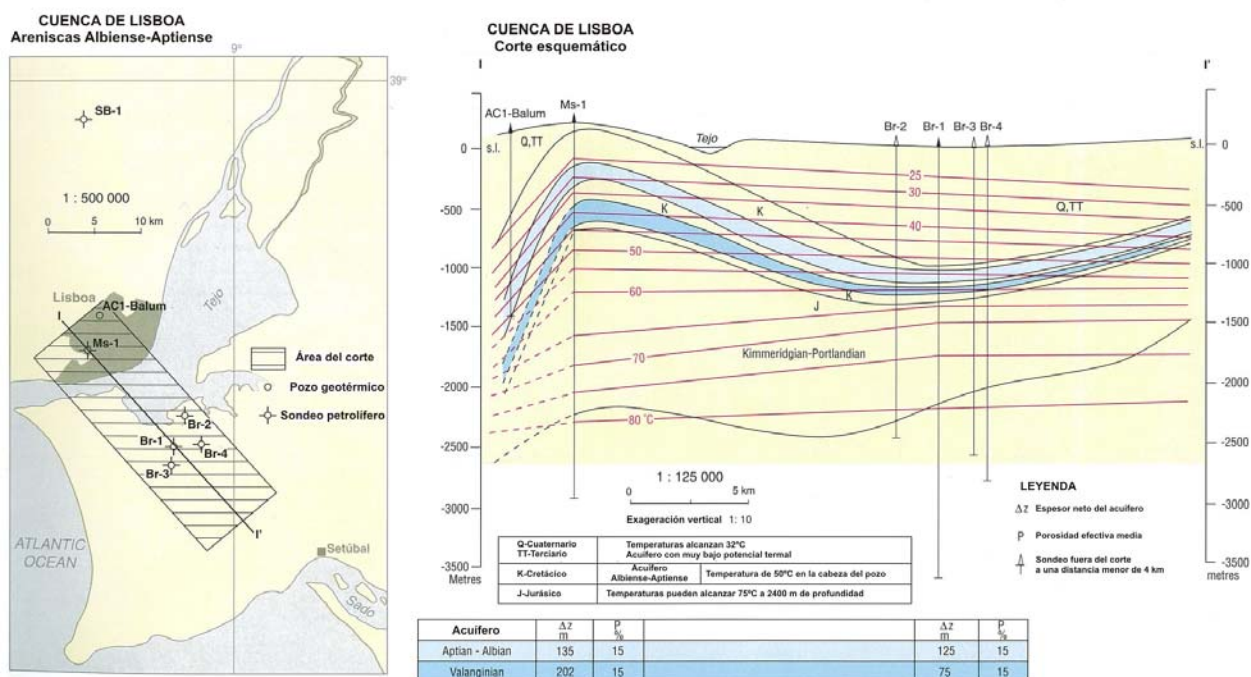 CUENCA DE LISBOA
Areniscas Albiense-Aptiense
9°
39°
SB-1
1 : 500 000
0 5 10 km
Lisboa
AC1-Balum
I
Ms-1
Tejo
Área del corte
Pozo geotérmico
Sondeo petrolífero
Br-2
Br-1
Br-4
Br-3
I'
ATLANTIC
OCEAN
Setúbal
Sado
CUENCA DE LISBOA
Corte esquemático
I
I'
AC1-Balum
Ms-1
Q,TT
Tejo
Br-2
Br-1
Br-3
Br-4
s.l.
s.l.
0
-500
-1000
-1500
-2000
-2500
-3000
-3500
Metres
0
-500
-1000
-1500
-2000
-2500
-3000
-3500
metres
25
30
Q,TT
K
K
40
50
60
K
J
70
Kimmeridgian-Portlandian
80 °C
1 : 125 000
0 5 km
Exageración vertical 1: 10
LEYENDA
Δz Espesor neto del acuífero
P Porosidad efectiva media
Sondeo fuera del corte
a una distancia menor de 4 km
Q-Cuaternario
TT-Terciario
Temperaturas alcanzan 32ºC
Acuífero con muy bajo potencial termal
K-Cretácico
Acuífero
Albiense-Aptiense
Temperatura de 50ºC en la cabeza del pozo
J-Jurásico
Temperaturas pueden alcanzar 75ºC a 2400 m de profundidad
Acuífero Δz m P % Δz m P %
Aptian - Albian 135 15 125 15
Valanginian 202 15 75 15